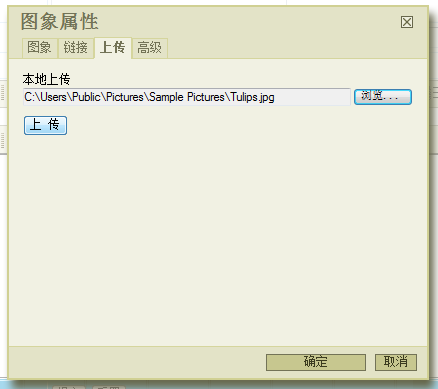 图象属性
图象 链接 上传 高级
本地上传
C:\Users\Public\Pictures\Sample Pictures\Tulips.jpg 浏览...
上 传
确定 取消